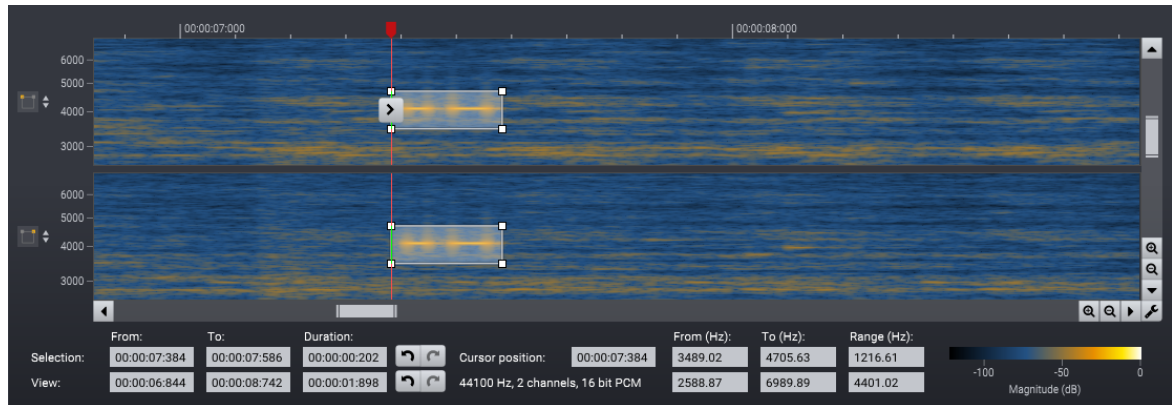 00:00:07:000 00:00:08:000
6000
5000
4000
3000
6000
5000
4000
3000
From: To: Duration: From (Hz): To (Hz): Range (Hz):
Selection: 00:00:07:384 00:00:07:586 00:00:00:202 Cursor position: 00:00:07:384 3489.02 4705.63 1216.61
View: 00:00:06:844 00:00:08:742 00:00:01:898 44100 Hz, 2 channels, 16 bit PCM 2588.87 6989.89 4401.02
-100 -50 0
Magnitude (dB)